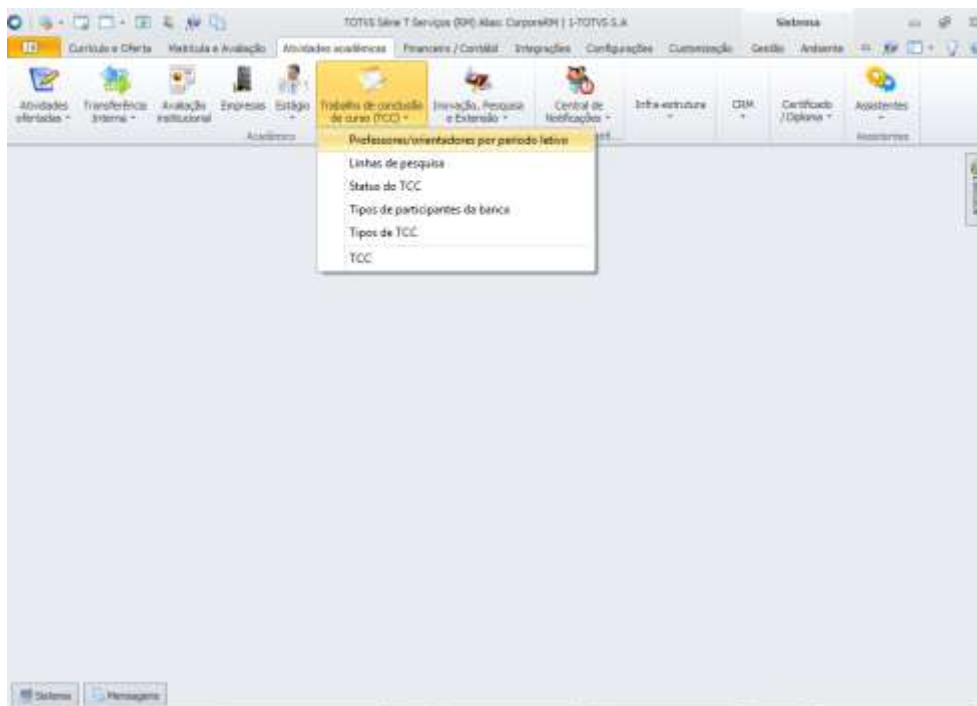 TOTVS Série T Serviços (RM) Alias: CorporeRM | 1-TOTVS S.A.
Sistema
Currículo e Oferta Matrícula e Avaliação Atividades acadêmicas Financeiro / Contábil Integrações Configurações Customização Gestão Ambiente
Atividades ofertadas
Transferência Interna
Avaliação institucional
Empresas
Estágio
Trabalho de conclusão de curso (TCC)
Inovação, Pesquisa e Extensão
Central de Notificações
Infra-estrutura
CRM
Certificado / Diploma
Assistentes
Acadêmico
Assistentes
Professores/orientadores por período letivo
Linhas de pesquisa
Status do TCC
Tipos de participantes da banca
Tipos de TCC
TCC
Sistema
Mensagens